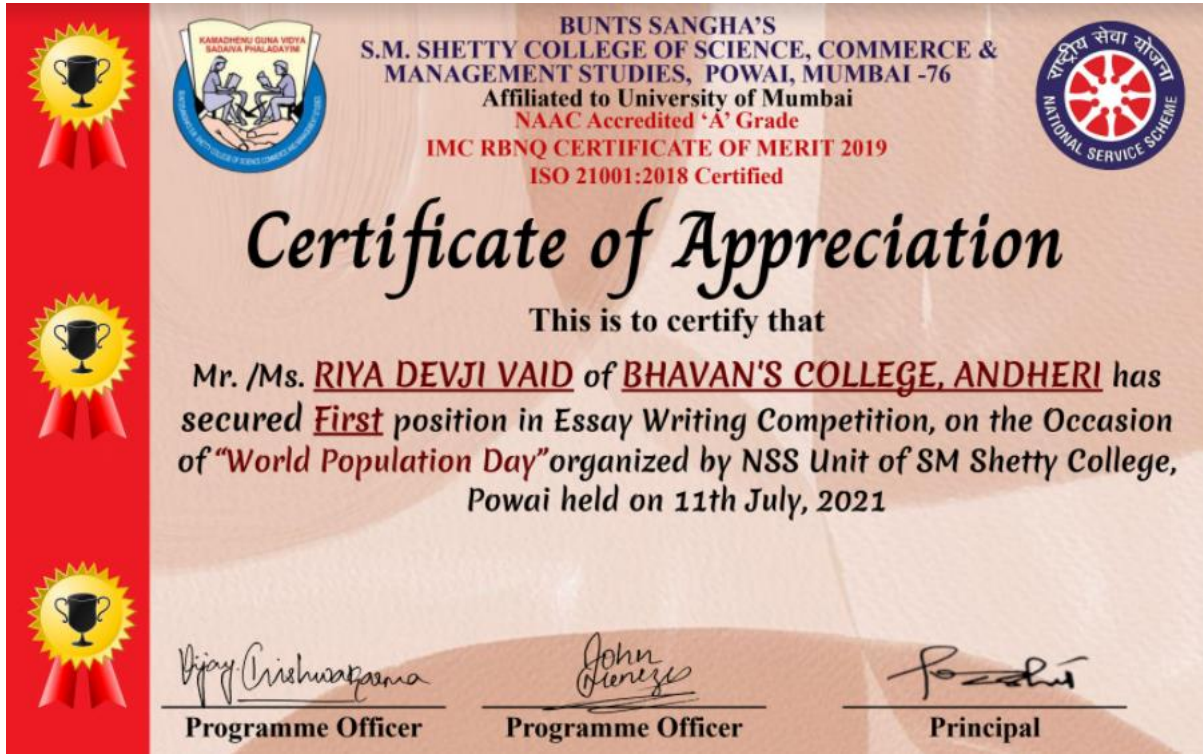 KAMADHENU GUNA VIDYA
SADAIVA PHALADAYINI
BUNTS SANGHA'S
S.M. SHETTY COLLEGE OF SCIENCE, COMMERCE &
MANAGEMENT STUDIES, POWAI, MUMBAI -76
Affiliated to University of Mumbai
NAAC Accredited ‘A’ Grade
IMC RBNQ CERTIFICATE OF MERIT 2019
ISO 21001:2018 Certified
राष्ट्रीय सेवा योजना
NATIONAL SERVICE SCHEME
Certificate of Appreciation
This is to certify that
Mr. /Ms. RIYA DEVJI VAID of BHAVAN'S COLLEGE, ANDHERI has
secured First position in Essay Writing Competition, on the Occasion
of “World Population Day”organized by NSS Unit of SM Shetty College,
Powai held on 11th July, 2021
Vijay Vishwakarma
John Menezes
Programme Officer
Programme Officer
Principal